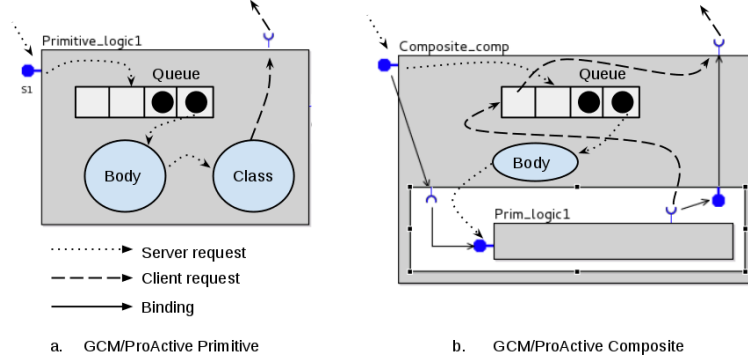 Primitive_logic1
S1
Queue
Body
Class
Composite_comp
Queue
Body
Prim_logic1
Server request
Client request
Binding
a. GCM/ProActive Primitive
b. GCM/ProActive Composite